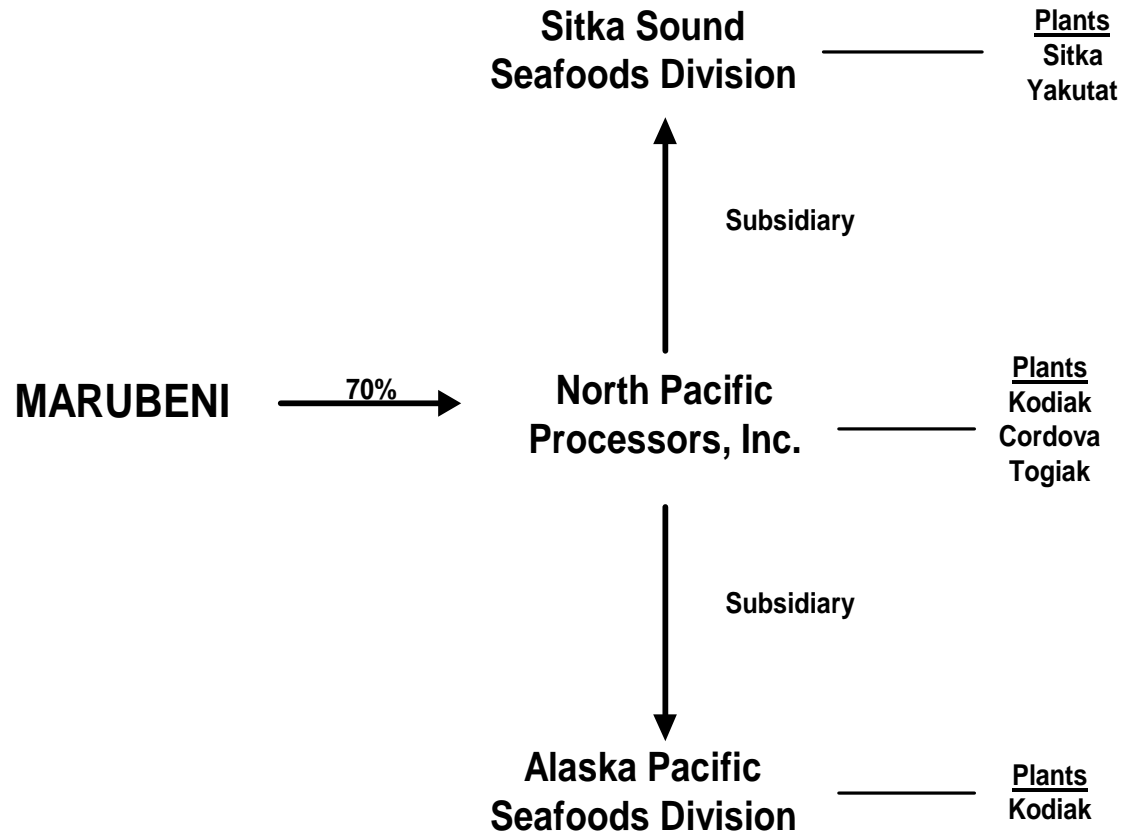 Sitka Sound
Seafoods Division
Plants
Sitka
Yakutat
Subsidiary
MARUBENI
70%
North Pacific
Processors, Inc.
Plants
Kodiak
Cordova
Togiak
Subsidiary
Alaska Pacific
Seafoods Division
Plants
Kodiak